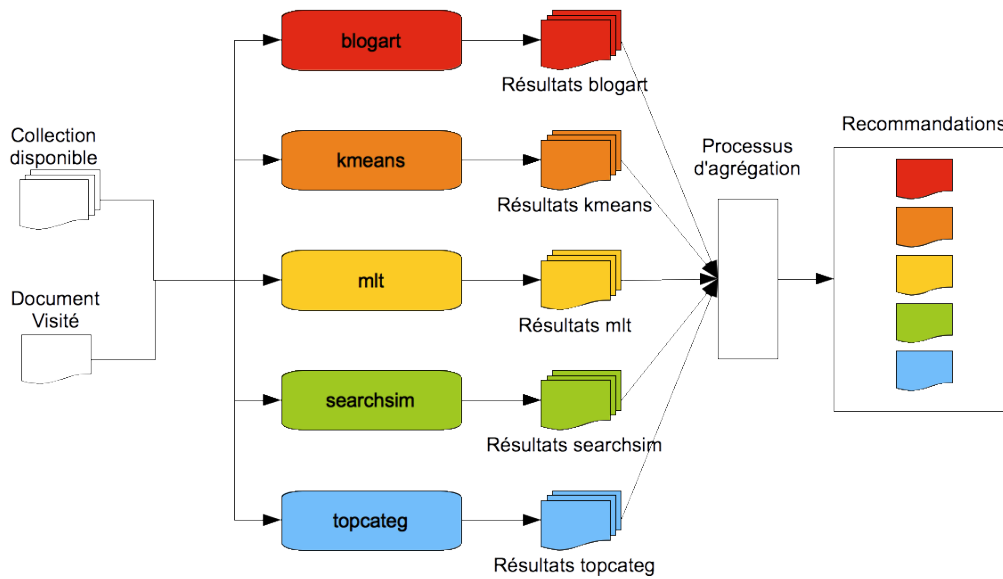 blogart
Résultats blogart
Collection
disponible
kmeans
Résultats kmeans
Processus
d'agrégation
Recommandations
Document
Visité
mlt
Résultats mlt
searchsim
Résultats searchsim
topcateg
Résultats topcateg